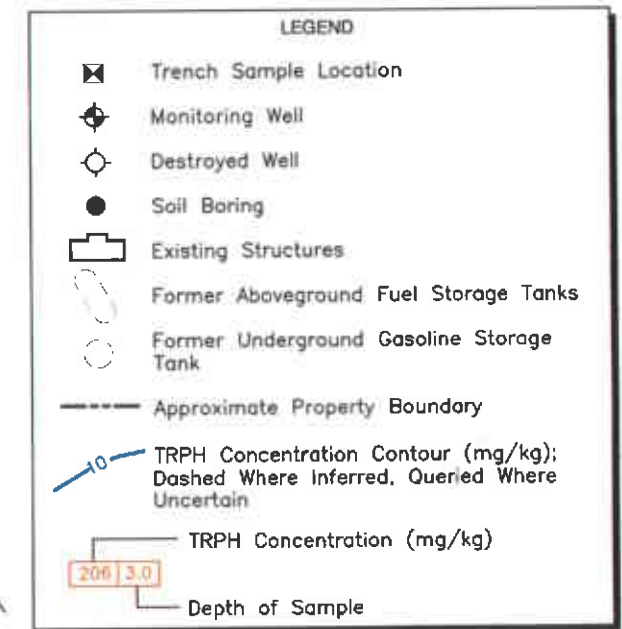 LEGEND
Trench Sample Location
Monitoring Well
Destroyed Well
Soil Boring
Existing Structures
Former Aboveground Fuel Storage Tanks
Former Underground Gasoline Storage
Tank
Approximate Property Boundary
10
TRPH Concentration Contour (mg/kg);
Dashed Where Inferred, Queried Where
Uncertain
TRPH Concentration (mg/kg)
206 3.0
Depth of Sample